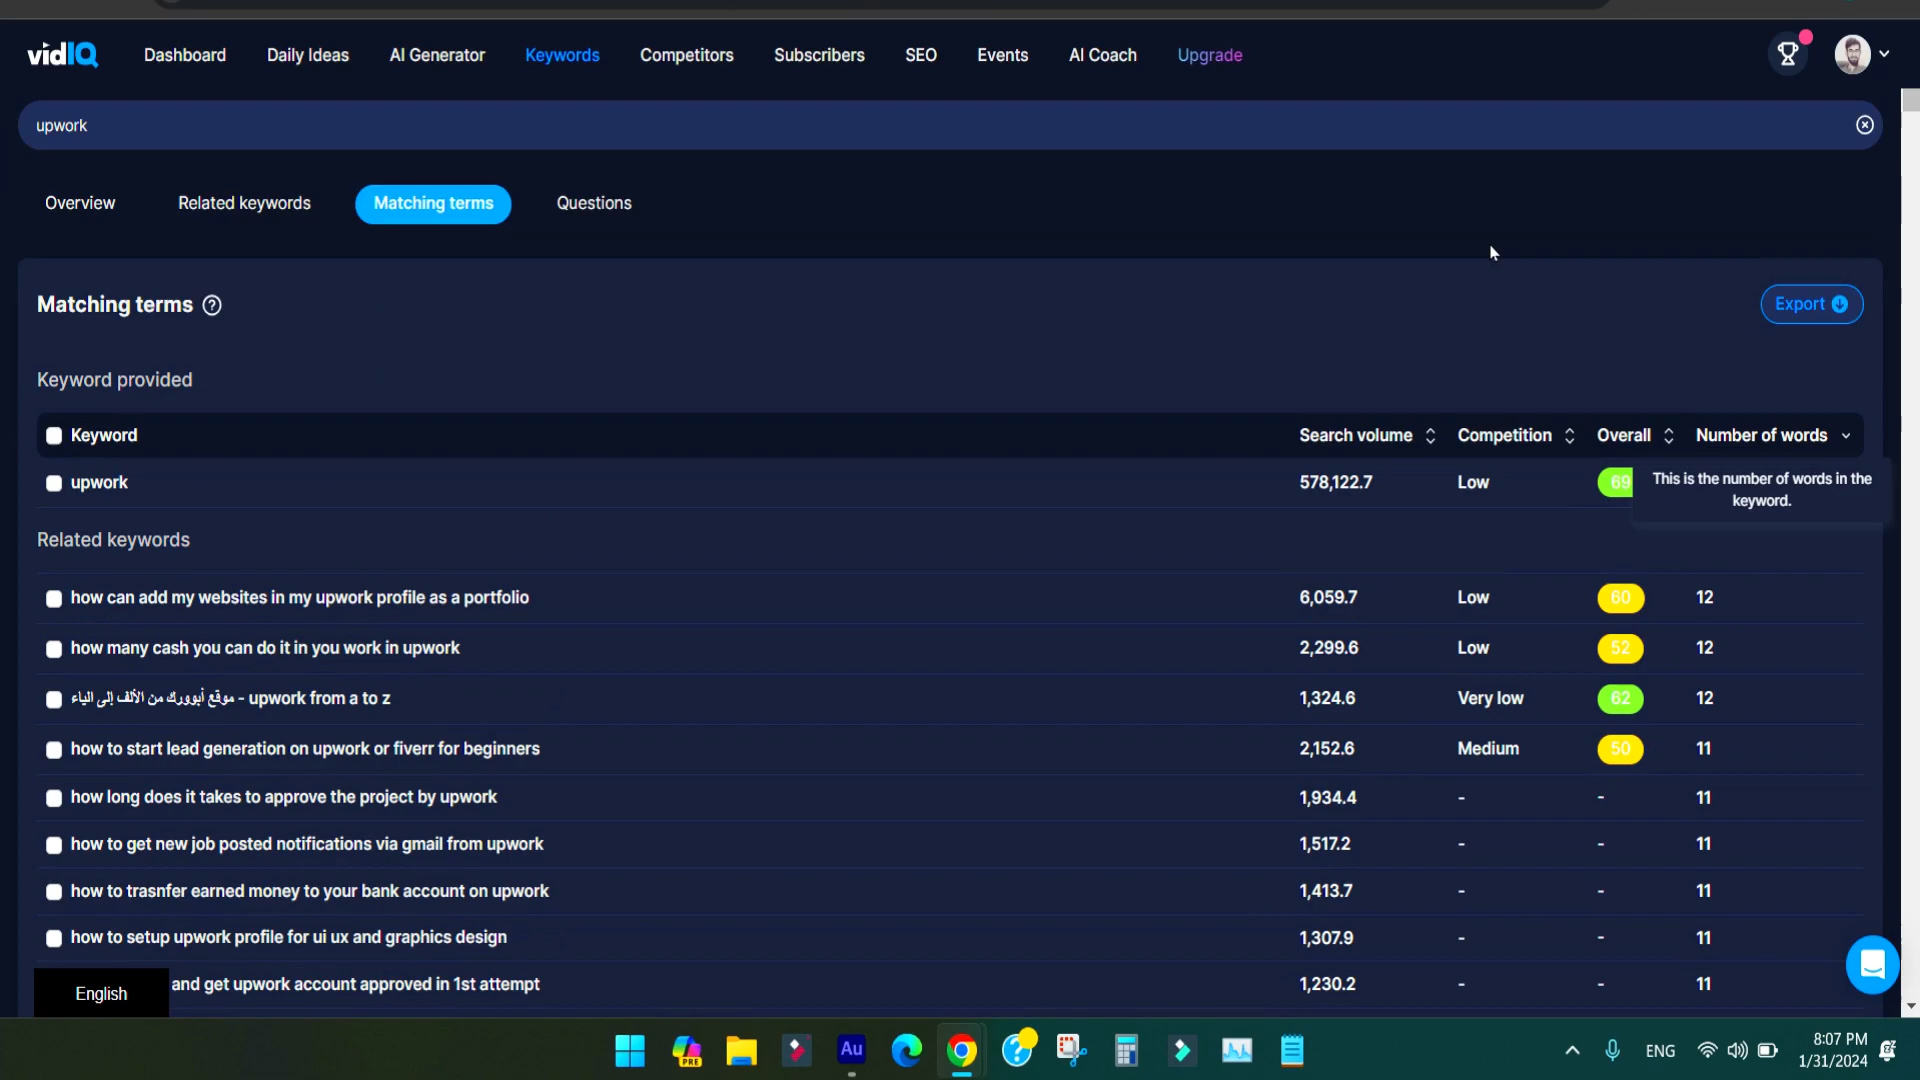 vidIQ Dashboard Daily Ideas AI Generator Keywords Competitors Subscribers SEO Events AI Coach Upgrade
upwork
Overview Related keywords Matching terms Questions
Matching terms ?
Export
Keyword provided
Keyword Search volume Competition Overall Number of words
upwork 578,122.7 Low 69
This is the number of words in the
keyword.
Related keywords
how can add my websites in my upwork profile as a portfolio 6,059.7 Low 60 12
how many cash you can do it in you work in upwork 2,299.6 Low 52 12
موقع أبوورك من الألف إلى الياء - upwork from a to z 1,324.6 Very low 62 12
how to start lead generation on upwork or fiverr for beginners 2,152.6 Medium 50 11
how long does it takes to approve the project by upwork 1,934.4 - - 11
how to get new job posted notifications via gmail from upwork 1,517.2 - - 11
how to trasnfer earned money to your bank account on upwork 1,413.7 - - 11
how to setup upwork profile for ui ux and graphics design 1,307.9 - - 11
and get upwork account approved in 1st attempt 1,230.2 - - 11
English
PRE Au ? ENG 8:07 PM
1/31/2024